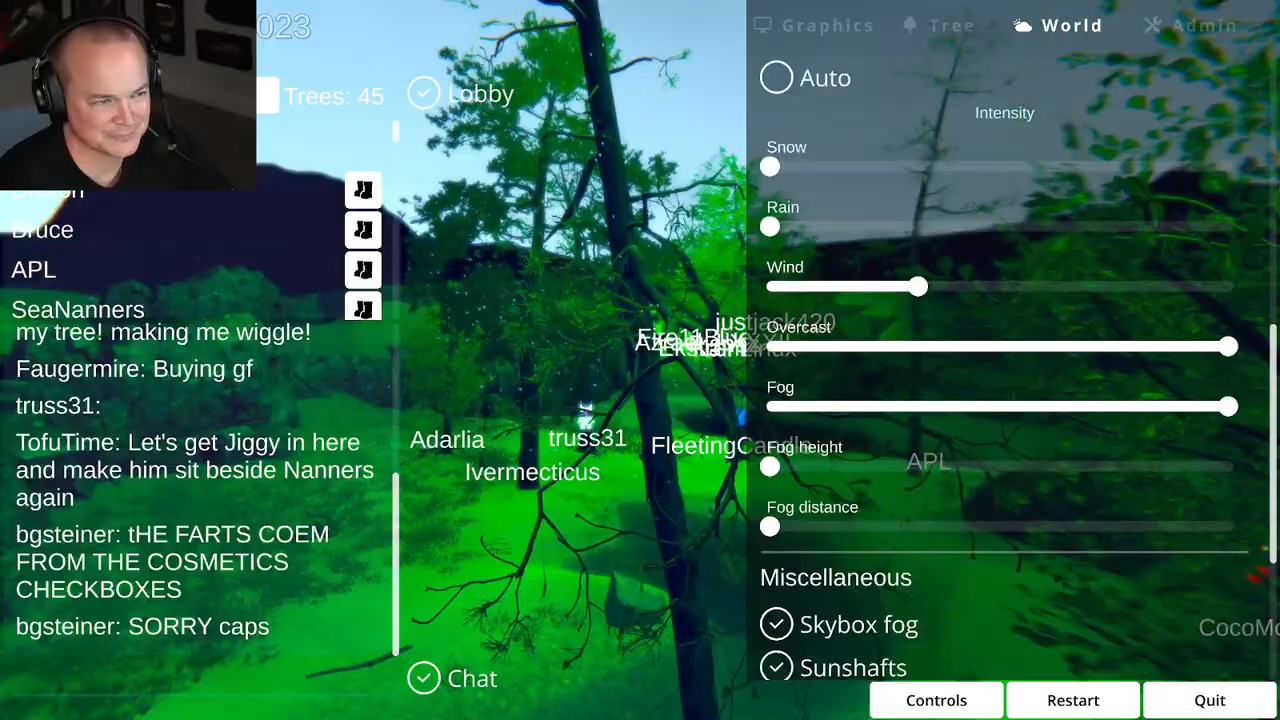 023
Graphics
Tree
World
Admin
Trees: 45
Lobby
Auto
Intensity
Snow
Rain
Wind
Overcast
Fog
Fog height
Fog distance
Miscellaneous
Skybox fog
Sunshafts
Controls
Restart
Quit
Bruce
APL
SeaNanners
my tree! making me wiggle!
Faugermire: Buying gf
truss31:
TofuTime: Let's get Jiggy in here
and make him sit beside Nanners
again
bgsteiner: tHE FARTS COEM
FROM THE COSMETICS
CHECKBOXES
bgsteiner: SORRY caps
Chat
justjack420
Adarlia
truss31
Ivermecticus
FleetingCandle
APL